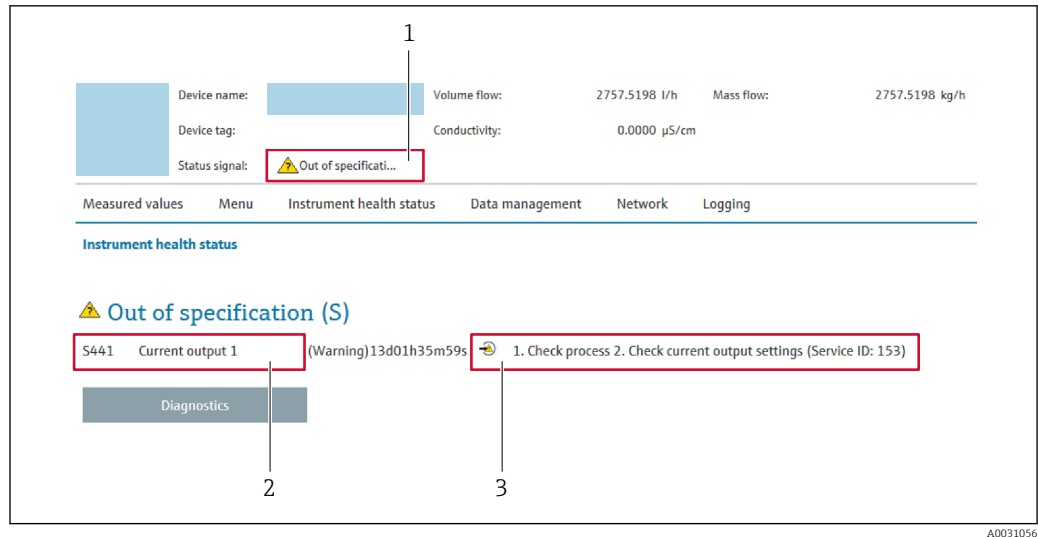 1
Device name: Volume flow: 2757.5198 l/h Mass flow: 2757.5198 kg/h
Device tag: Conductivity: 0.0000 µS/cm
Status signal: Out of specificati...
Measured values Menu Instrument health status Data management Network Logging
Instrument health status
Out of specification (S)
S441 Current output 1 (Warning)13d01h35m59s 1. Check process 2. Check current output settings (Service ID: 153)
Diagnostics
2 3
A0031056